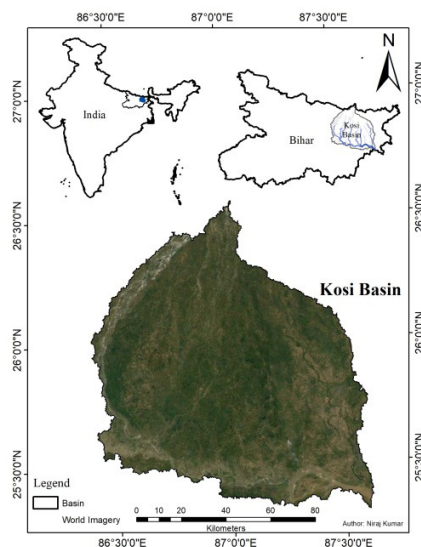 86°30'0"E 87°0'0"E 87°30'0"E
N
27°0'0"N 27°0'0"N
India
Bihar
Kosi
Basin
26°30'0"N 26°30'0"N
Kosi Basin
26°0'0"N 26°0'0"N
25°30'0"N 25°30'0"N
Legend
Basin
World Imagery
0 10 20 40 60 80
Kilometers
Author: Niraj Kumar
86°30'0"E 87°0'0"E 87°30'0"E